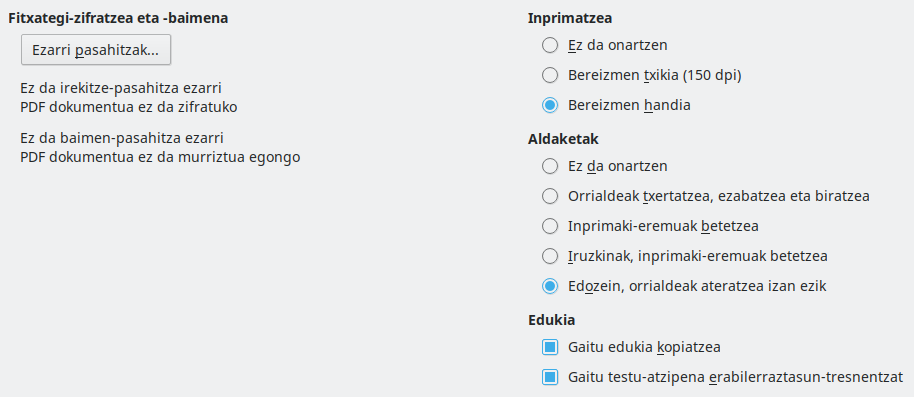 Fitxategi-zifratzea eta -baimena
Ezarri pasahitzak...
Ez da irekitze-pasahitza ezarri
PDF dokumentua ez da zifratuko
Ez da baimen-pasahitza ezarri
PDF dokumentua ez da murriztua egongo
Inprimatzea
Ez da onartzen
Bereizmen txikia (150 dpi)
Bereizmen handia
Aldaketak
Ez da onartzen
Orrialdeak txertatzea, ezabatzea eta biratzea
Inprimaki-eremuak betetzea
Iruzkinak, inprimaki-eremuak betetzea
Edozein, orrialdeak ateratzea izan ezik
Edukia
Gaitu edukia kopiatzea
Gaitu testu-atzipena erabilerraztasun-tresnentzat